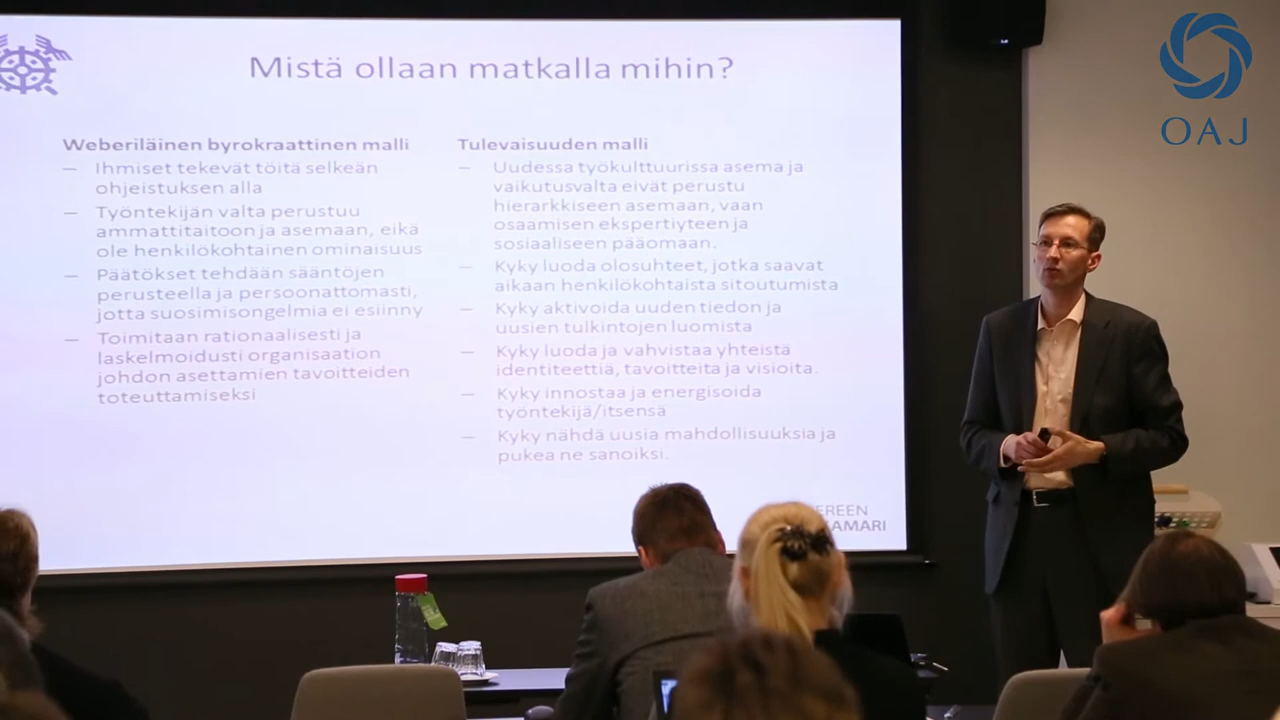 Mistä ollaan matkalla mihin?
OAJ
Weberiläinen byrokraattinen malli
– Ihmiset tekevät töitä selkeän
ohjeistuksen alla
– Työntekijän valta perustuu
ammattitaitoon ja asemaan, eikä
ole henkilökohtainen ominaisuus
– Päätökset tehdään sääntöjen
perusteella ja persoonattomasti,
jotta suosimisongelmia ei esiinny
– Toimitaan rationaalisesti ja
laskelmoidusti organisaation
johdon asettamien tavoitteiden
toteuttamiseksi
Tulevaisuuden malli
– Uudessa työkulttuurissa asema ja
vaikutusvalta eivät perustu
hierarkkiseen asemaan, vaan
osaamisen ekspertiyteen ja
sosiaaliseen pääomaan.
– Kyky luoda olosuhteet, jotka saavat
aikaan henkilökohtaista sitoutumista
– Kyky aktivoida uuden tiedon ja
uusien tulkintojen luomista
– Kyky luoda ja vahvistaa yhteistä
identiteettiä, tavoitteita ja visioita.
– Kyky innostaa ja energisoida
työntekijä/itsensä
– Kyky nähdä uusia mahdollisuuksia ja
pukea ne sanoiksi.
EREEN
KAMARI